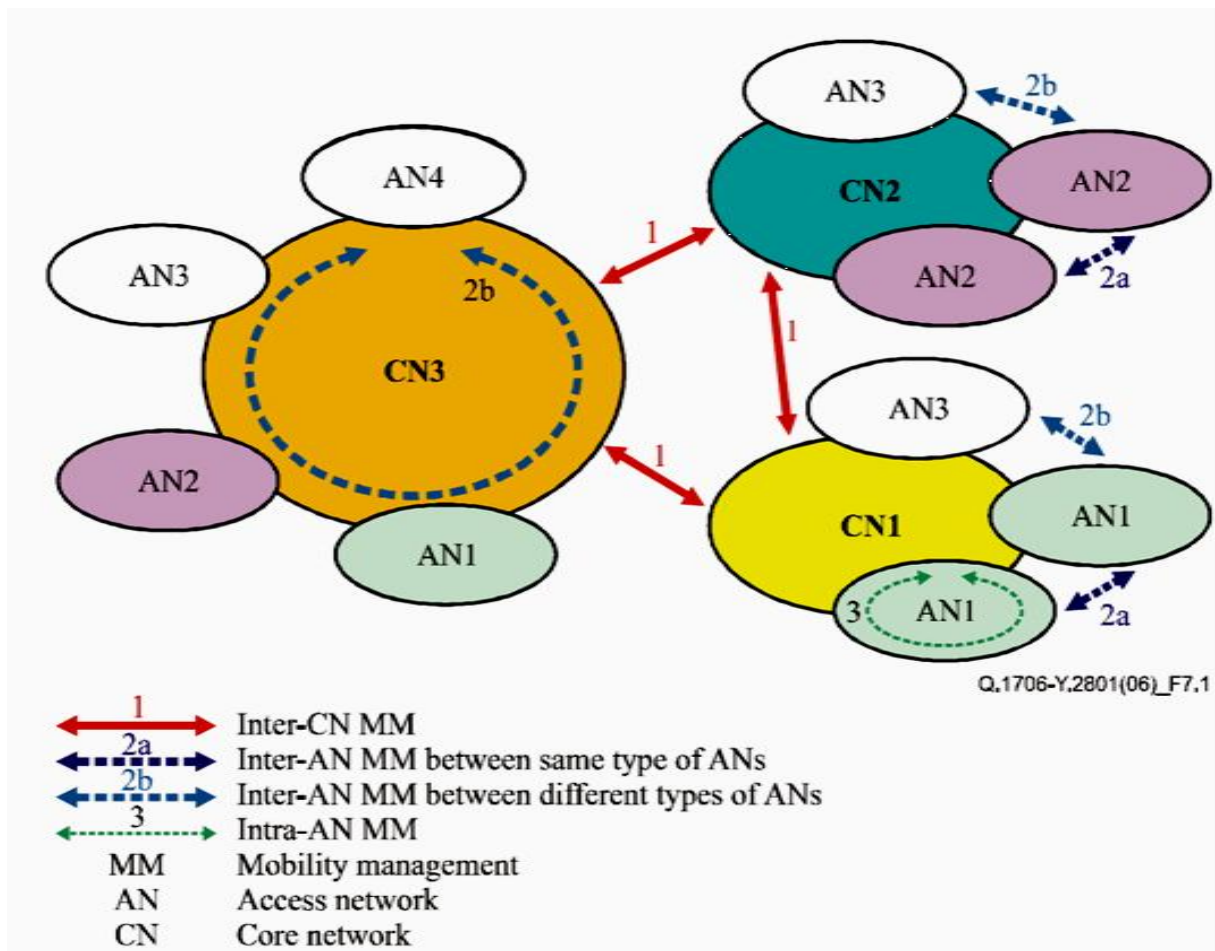 AN3
2b
AN2
CN2
AN4
1
AN3
2b
AN2
2a
1
CN3
AN3
2b
1
AN2
AN1
CN1
AN1
3
AN1
2a
Q.1706-Y.2801(06)_F7.1
1
Inter-CN MM
2a
Inter-AN MM between same type of ANs
2b
Inter-AN MM between different types of ANs
3
Intra-AN MM
MM Mobility management
AN Access network
CN Core network